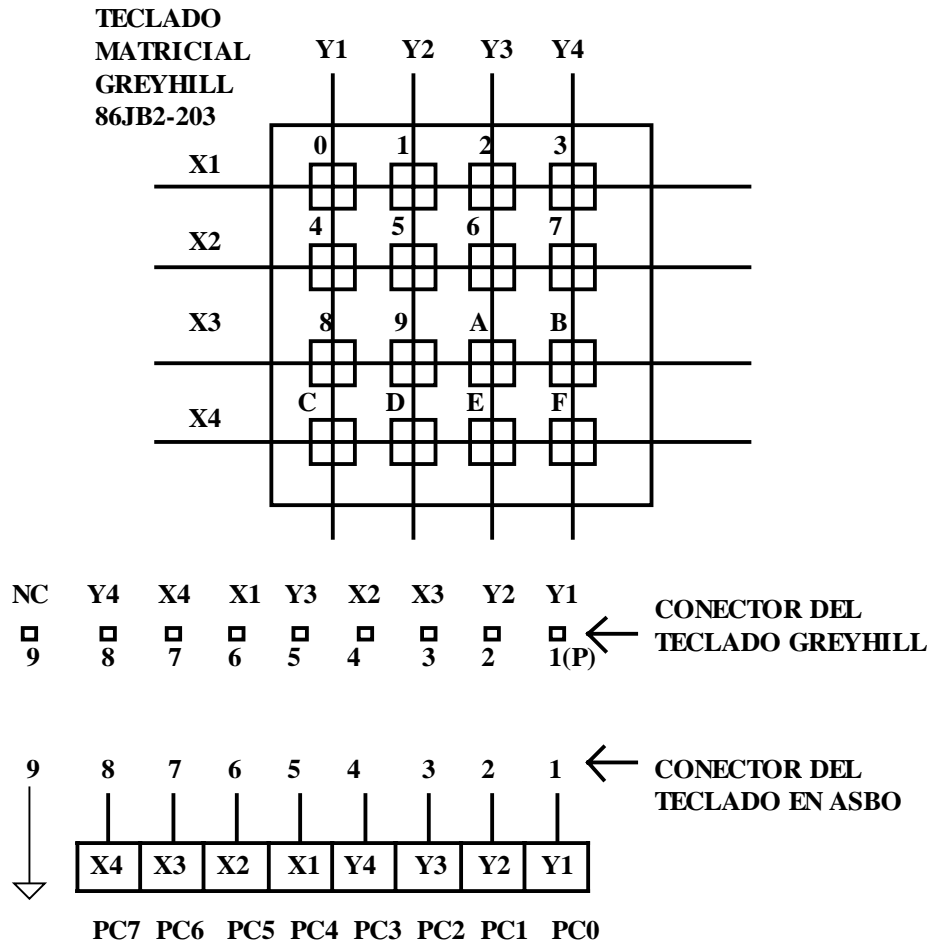 TECLADO
MATRICIAL
GREYHILL
86JB2-203
Y1 Y2 Y3 Y4
0 1 2 3
X1
4 5 6 7
X2
8 9 A B
X3
C D E F
X4
NC Y4 X4 X1 Y3 X2 X3 Y2 Y1
9 8 7 6 5 4 3 2 1(P)
CONECTOR DEL
TECLADO GREYHILL
9 8 7 6 5 4 3 2 1
CONECTOR DEL
TECLADO EN ASBO
X4 X3 X2 X1 Y4 Y3 Y2 Y1
PC7 PC6 PC5 PC4 PC3 PC2 PC1 PC0